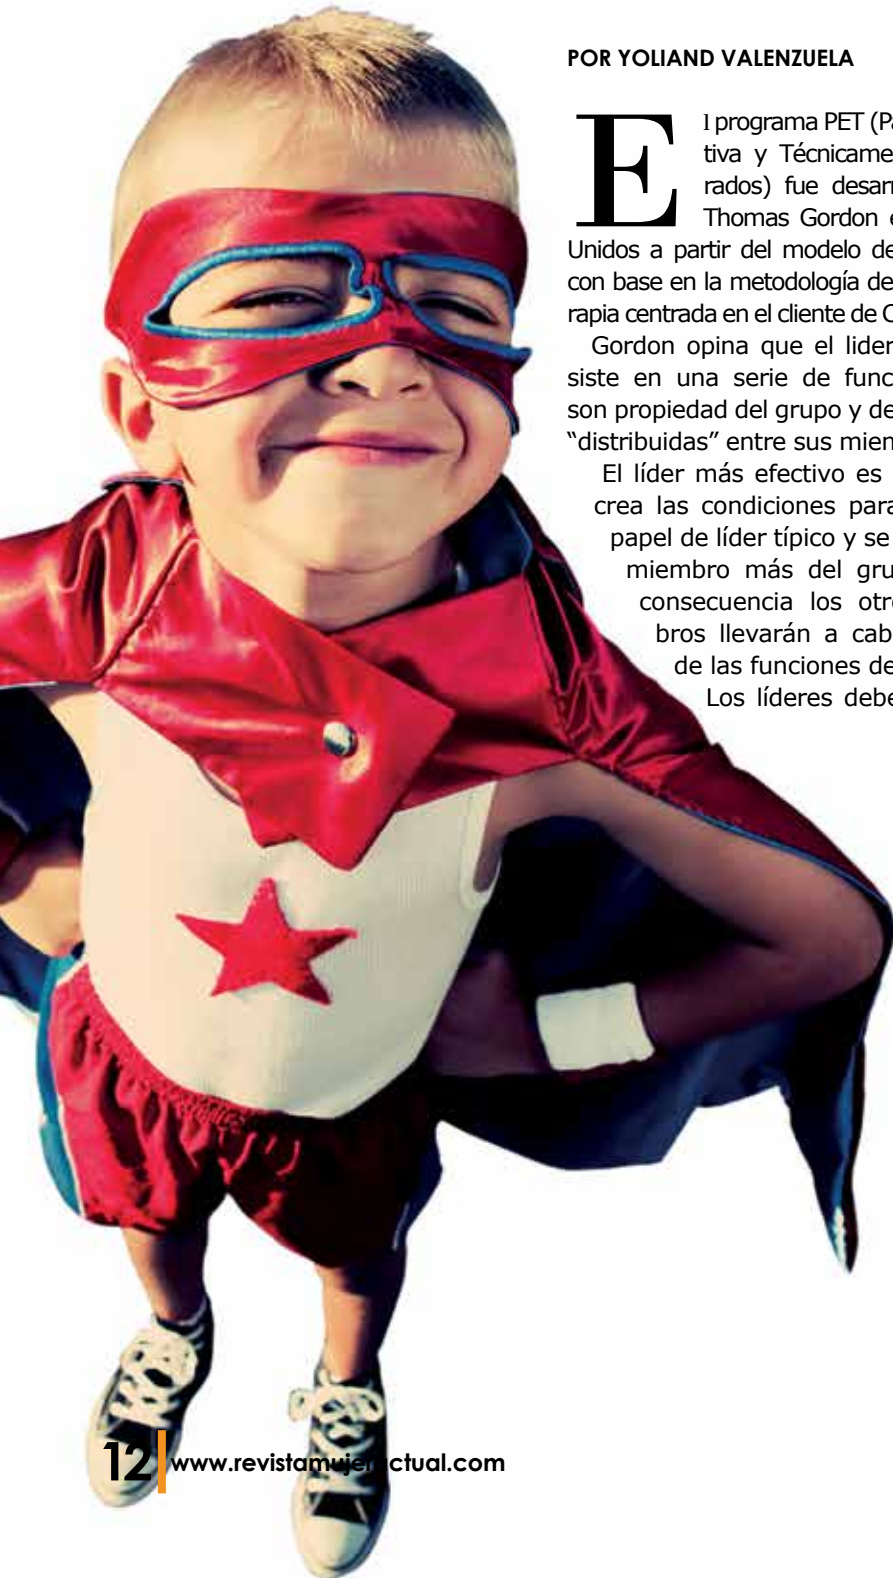 POR YOLIAND VALENZUELA
El programa PET (Pa
tiva y Técnicame
rados) fue desar
Thomas Gordon e
Unidos a partir del modelo de
con base en la metodología de
rapia centrada en el cliente de C
Gordon opina que el lider
siste en una serie de func
son propiedad del grupo y de
“distribuidas” entre sus mien
El líder más efectivo es
crea las condiciones para
papel de líder típico y se
miembro más del gru
consecuencia los otr
bros llevarán a cab
de las funciones de
Los líderes debe
12 www.revistamujeractual.com